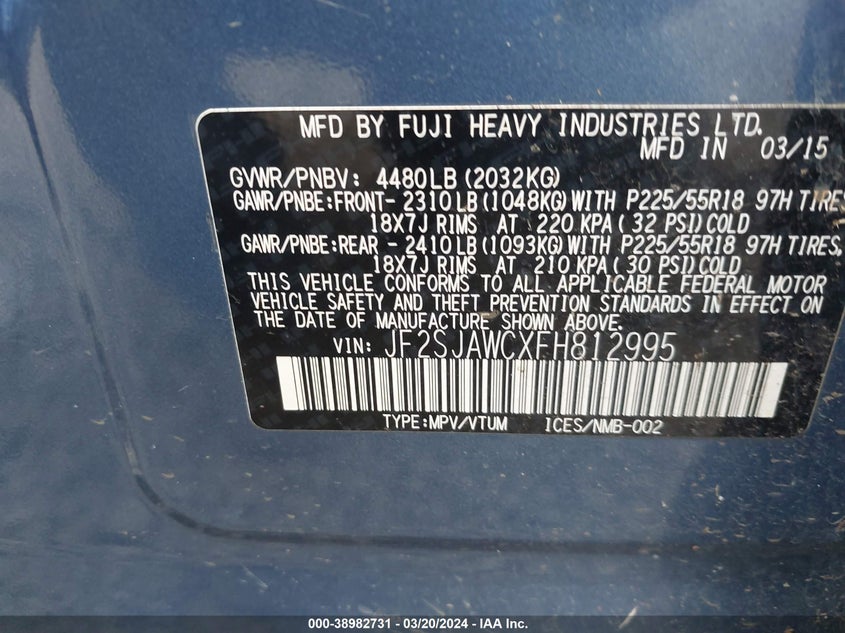 MFD BY FUJI HEAVY INDUSTRIES LTD.
MFD IN 03/15
GVWR/PNBV: 4480LB (2032KG)
GAWR/PNBE:FRONT- 2310LB (1048KG) WITH P225/55R18 97H TIRES
18X7J RIMS AT 220 KPA ( 32 PSI) COLD
GAWR/PNBE:REAR - 2410LB (1093KG) WITH P225/55R18 97H TIRES,
18X7J RIMS AT 210 KPA ( 30 PSI) COLD
THIS VEHICLE CONFORMS TO ALL APPLICABLE FEDERAL MOTOR
VEHICLE SAFETY AND THEFT PREVENTION STANDARDS IN EFFECT ON
THE DATE OF MANUFACTURE SHOWN ABOVE.
VIN: JF2SJAWCXFH812995
TYPE:MPV/VTUM ICES/NMB-002
000-38982731 - 03/20/2024 - IAA Inc.